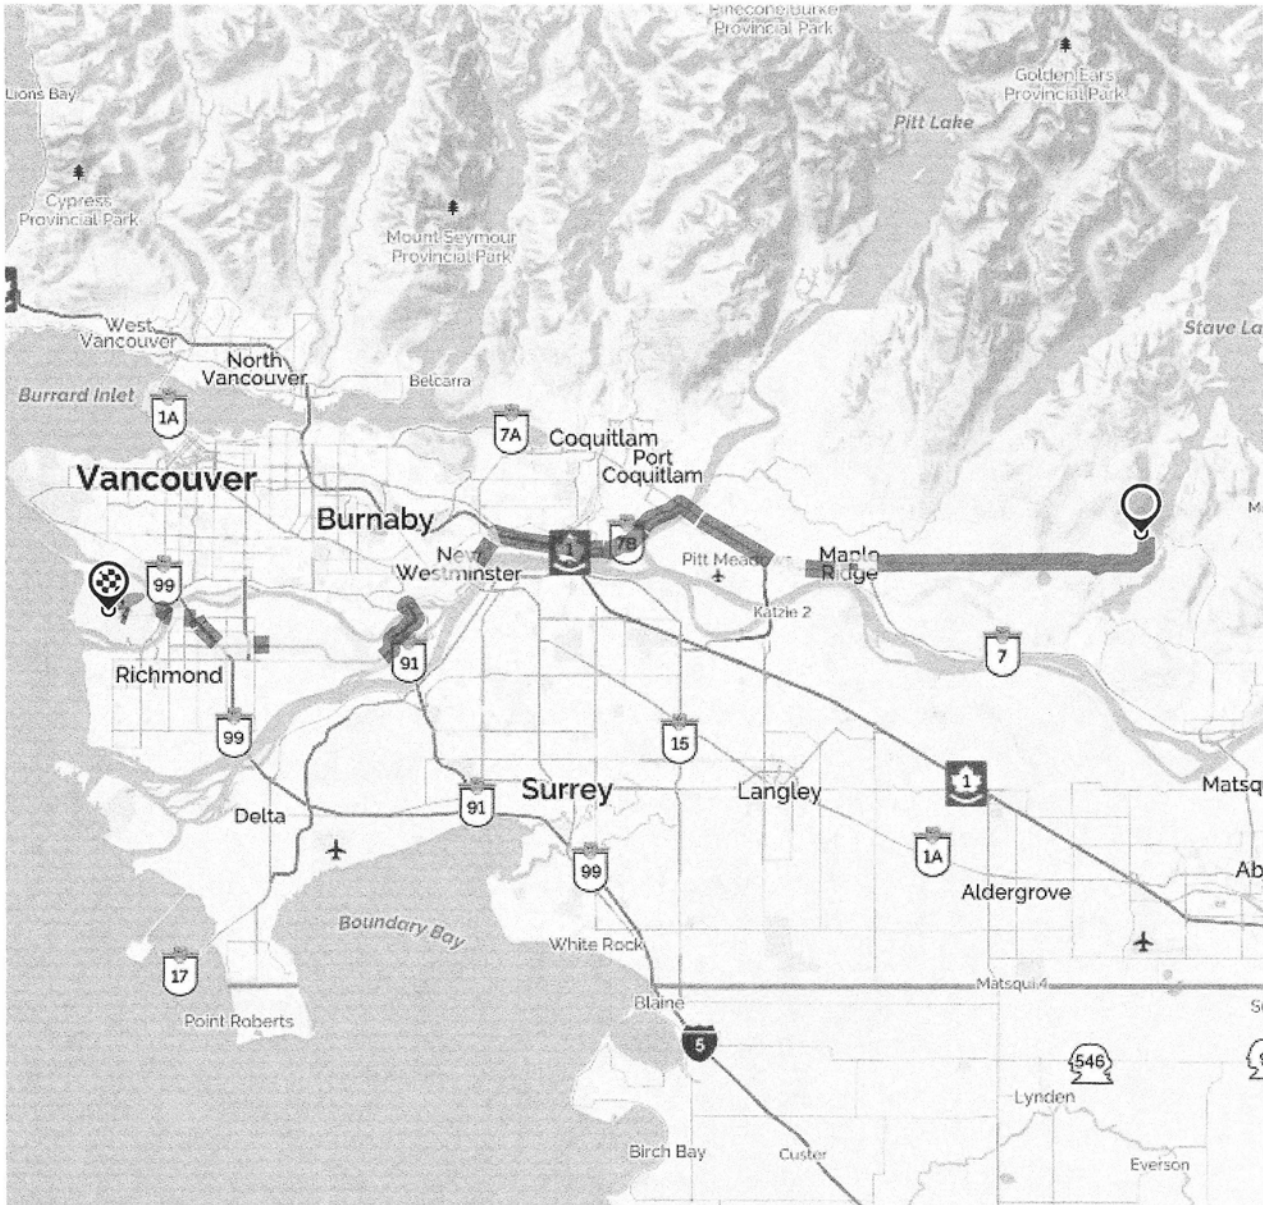 Pinecone Burke
Provincial Park
Golden Ears
Provincial Park
Lions Bay
Pitt Lake
Cypress
Provincial Park
Mount Seymour
Provincial Park
Stave La
West
Vancouver
North
Vancouver
Belcarra
Burrard Inlet
1A
7A
Coquitlam
Port
Coquitlam
Vancouver
Burnaby
1
7B
New
Westminster
Pitt Meadows
Maple
Ridge
99
Katzie 2
91
7
Richmond
99
15
Surrey
Langley
1
Matsq
91
Delta
99
1A
Aldergrove
Ab
Boundary Bay
White Rock
17
Matsqui 4
Blaine
Point Roberts
5
546
Lynden
Birch Bay
Custer
Everson